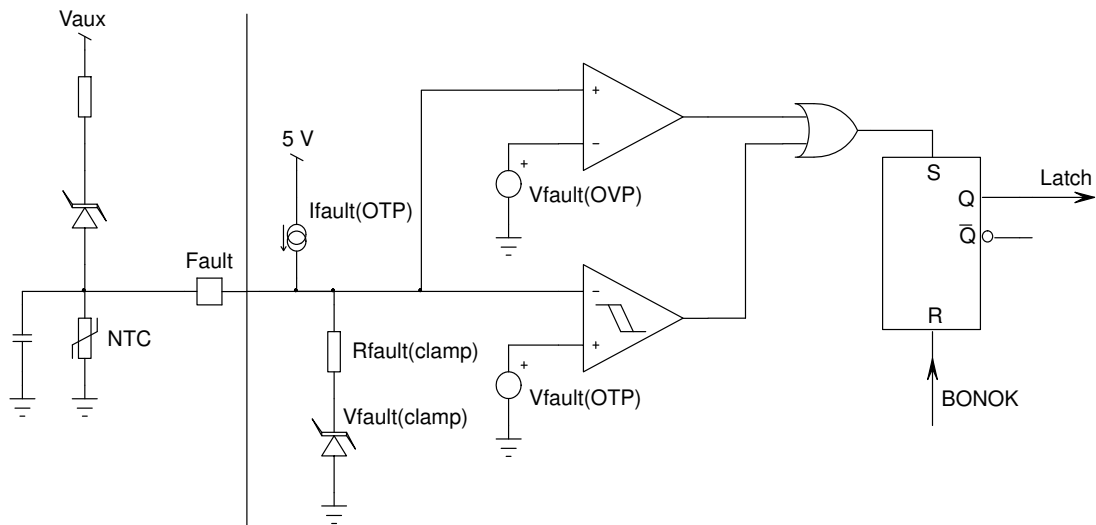 Vaux
5 V
Ifault(OTP)
Fault
NTC
Rfault(clamp)
Vfault(clamp)
+
−
+
Vfault(OVP)
−
+
+
Vfault(OTP)
S
Q
Q̅
R
Latch
BONOK